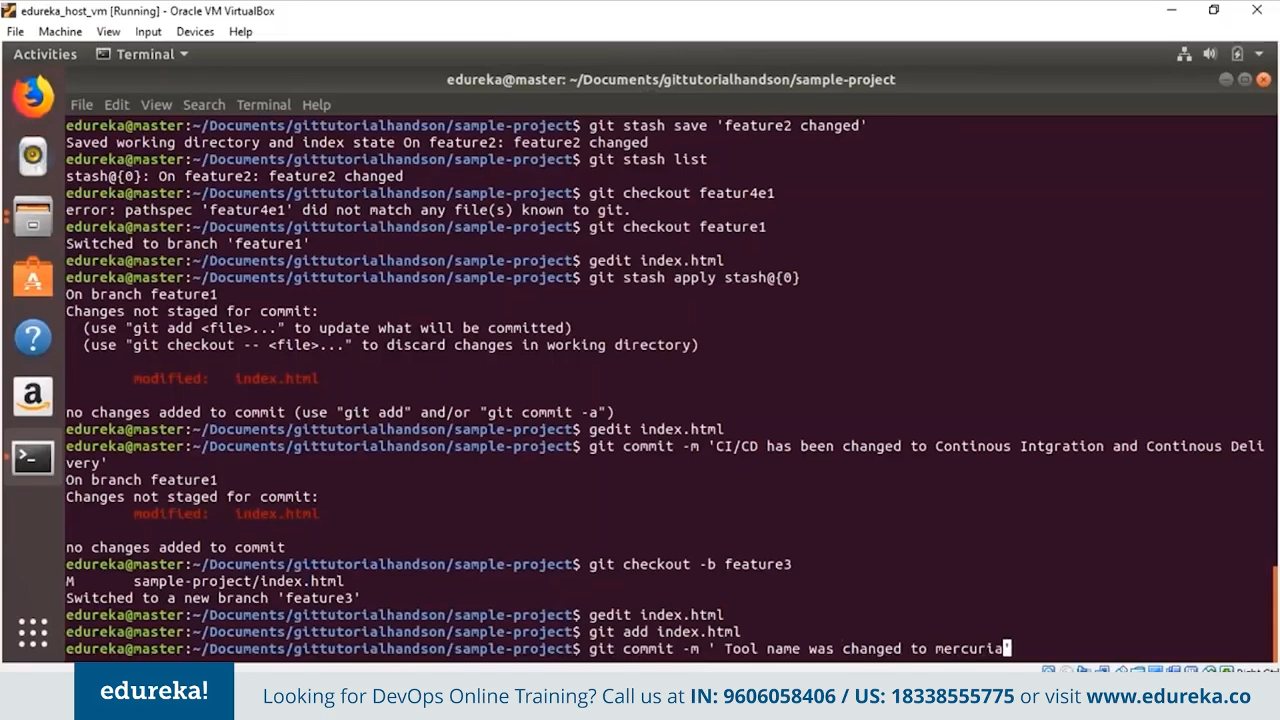 edureka_host_vm [Running] - Oracle VM VirtualBox
File Machine View Input Devices Help
Activities Terminal
edureka@master: ~/Documents/gittutorialhandson/sample-project
File Edit View Search Terminal Help
edureka@master:~/Documents/gittutorialhandson/sample-project$ git stash save 'feature2 changed'
Saved working directory and index state On feature2: feature2 changed
edureka@master:~/Documents/gittutorialhandson/sample-project$ git stash list
stash@{0}: On feature2: feature2 changed
edureka@master:~/Documents/gittutorialhandson/sample-project$ git checkout featur4e1
error: pathspec 'featur4e1' did not match any file(s) known to git.
edureka@master:~/Documents/gittutorialhandson/sample-project$ git checkout feature1
Switched to branch 'feature1'
edureka@master:~/Documents/gittutorialhandson/sample-project$ gedit index.html
edureka@master:~/Documents/gittutorialhandson/sample-project$ git stash apply stash@{0}
On branch feature1
Changes not staged for commit:
(use "git add <file>..." to update what will be committed)
(use "git checkout -- <file>..." to discard changes in working directory)
modified: index.html
no changes added to commit (use "git add" and/or "git commit -a")
edureka@master:~/Documents/gittutorialhandson/sample-project$ gedit index.html
edureka@master:~/Documents/gittutorialhandson/sample-project$ git commit -m 'CI/CD has been changed to Continous Intgration and Continous Deli
very'
On branch feature1
Changes not staged for commit:
modified: index.html
no changes added to commit
edureka@master:~/Documents/gittutorialhandson/sample-project$ git checkout -b feature3
M sample-project/index.html
Switched to a new branch 'feature3'
edureka@master:~/Documents/gittutorialhandson/sample-project$ gedit index.html
edureka@master:~/Documents/gittutorialhandson/sample-project$ git add index.html
edureka@master:~/Documents/gittutorialhandson/sample-project$ git commit -m ' Tool name was changed to mercuria'
edureka! Looking for DevOps Online Training? Call us at IN: 9606058406 / US: 18338555775 or visit www.edureka.co